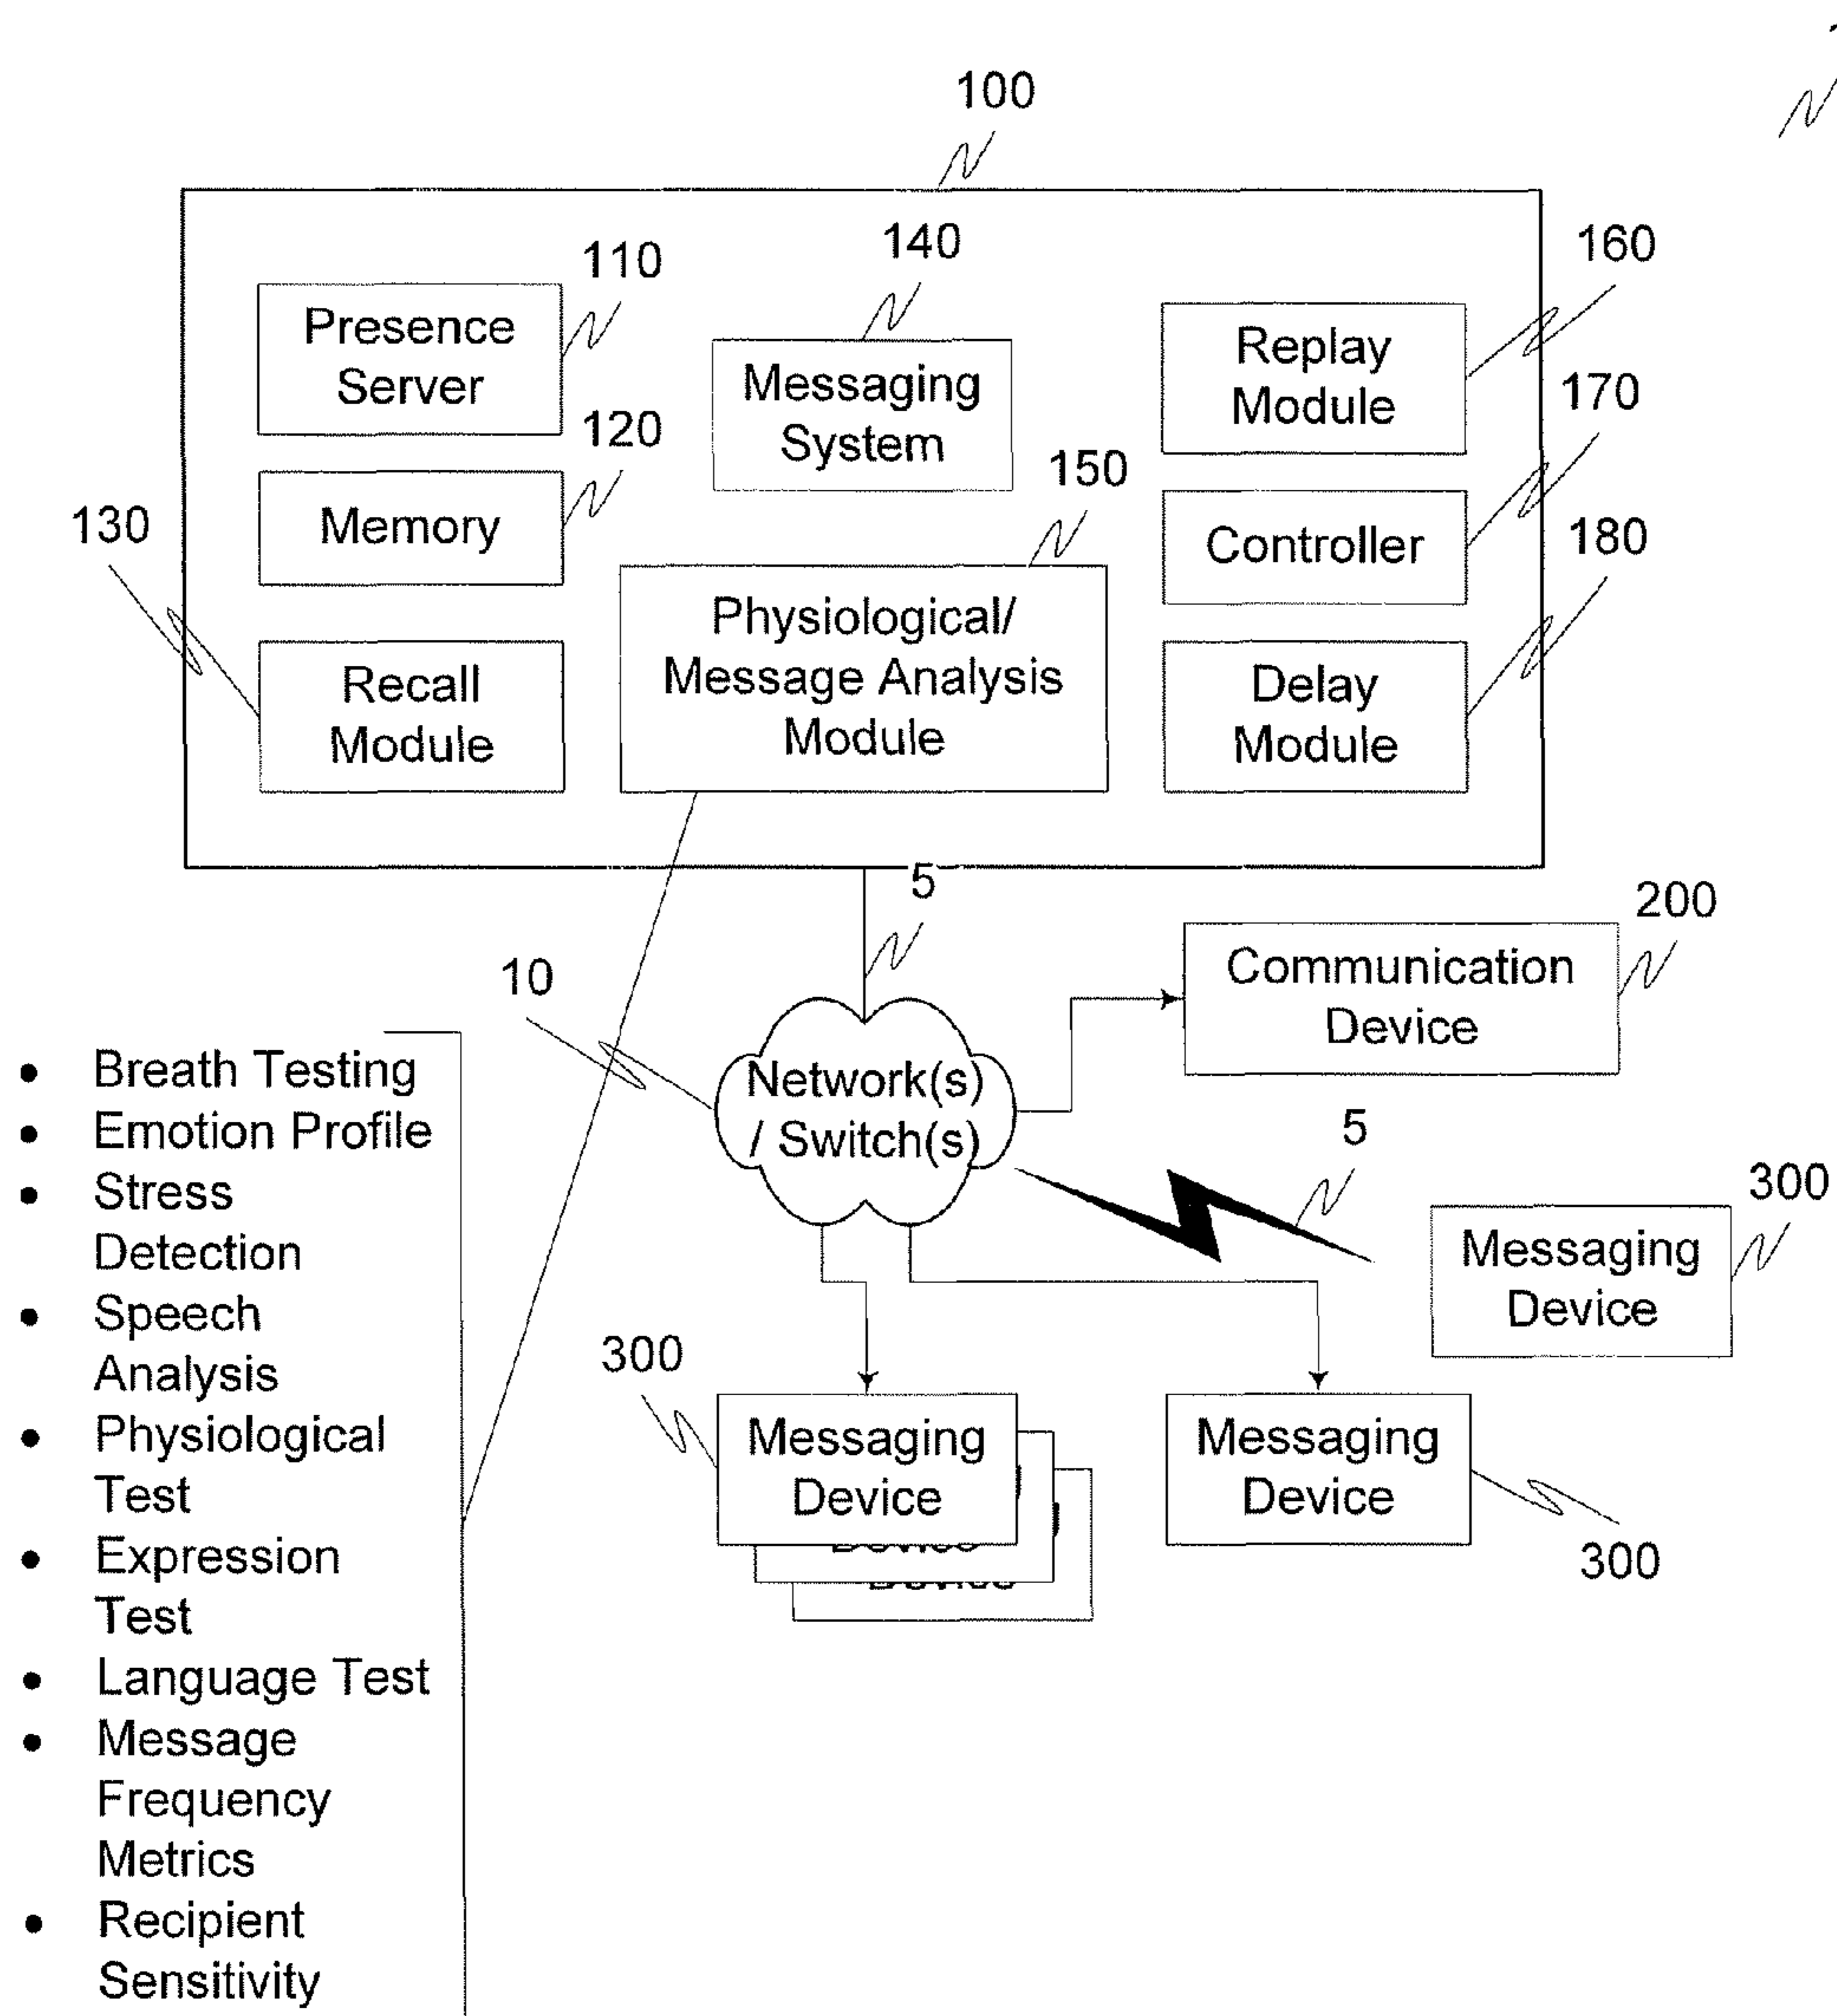 100
110
140
160
Presence
Server
Messaging
System
Replay
Module
120
150
170
130
Memory
Controller
180
Physiological/
Message Analysis
Module
Recall
Module
Delay
Module
5
200
10
Communication
Device
Network(s)
/ Switch(s)
5
300
Messaging
Device
300
Messaging
Device
Messaging
Device
300
Device
Device
• Breath Testing
• Emotion Profile
• Stress
Detection
• Speech
Analysis
• Physiological
Test
• Expression
Test
• Language Test
• Message
Frequency
Metrics
• Recipient
Sensitivity